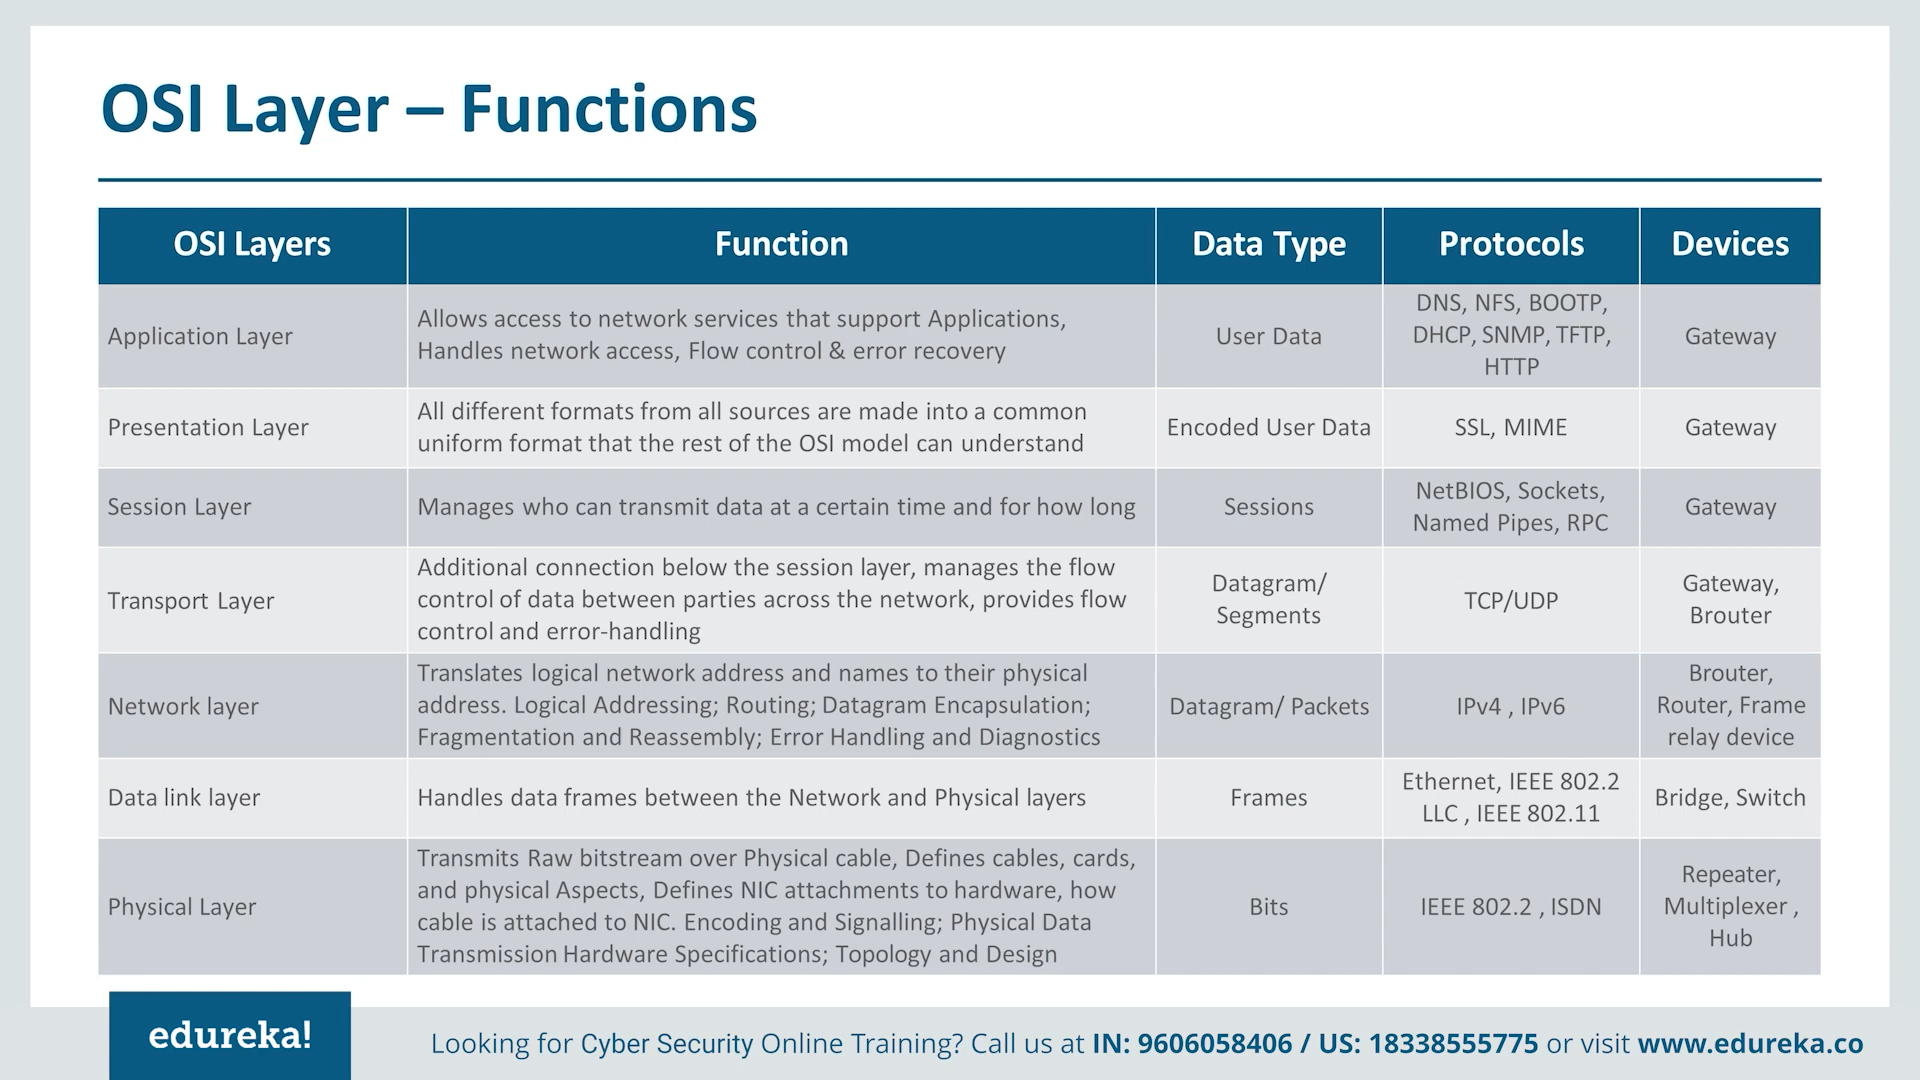 OSI Layer – Functions
OSI Layers
Function
Data Type
Protocols
Devices
Application Layer
Allows access to network services that support Applications,
Handles network access, Flow control & error recovery
User Data
DNS, NFS, BOOTP,
DHCP, SNMP, TFTP,
HTTP
Gateway
Presentation Layer
All different formats from all sources are made into a common
uniform format that the rest of the OSI model can understand
Encoded User Data
SSL, MIME
Gateway
Session Layer
Manages who can transmit data at a certain time and for how long
Sessions
NetBIOS, Sockets,
Named Pipes, RPC
Gateway
Transport Layer
Additional connection below the session layer, manages the flow
control of data between parties across the network, provides flow
control and error-handling
Datagram/
Segments
TCP/UDP
Gateway,
Brouter
Network layer
Translates logical network address and names to their physical
address. Logical Addressing; Routing; Datagram Encapsulation;
Fragmentation and Reassembly; Error Handling and Diagnostics
Datagram/ Packets
IPv4 , IPv6
Brouter,
Router, Frame
relay device
Data link layer
Handles data frames between the Network and Physical layers
Frames
Ethernet, IEEE 802.2
LLC , IEEE 802.11
Bridge, Switch
Physical Layer
Transmits Raw bitstream over Physical cable, Defines cables, cards,
and physical Aspects, Defines NIC attachments to hardware, how
cable is attached to NIC. Encoding and Signalling; Physical Data
Transmission Hardware Specifications; Topology and Design
Bits
IEEE 802.2 , ISDN
Repeater,
Multiplexer ,
Hub
edureka!
Looking for Cyber Security Online Training? Call us at IN: 9606058406 / US: 18338555775 or visit www.edureka.co